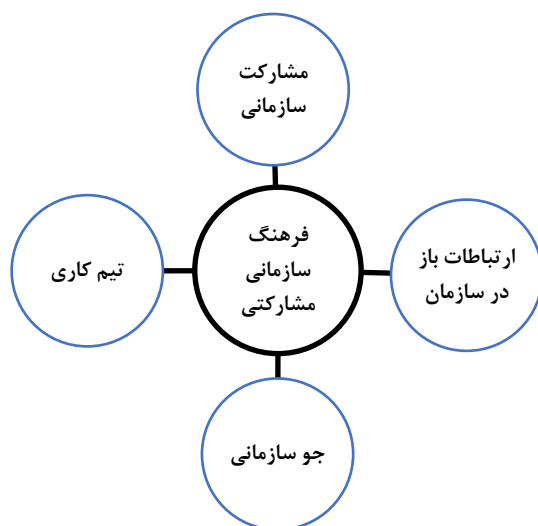 مشارکت
سازمانی
فرهنگ
سازمانی
مشارکتی
ارتباطات باز
در سازمان
تیم کاری
جو سازمانی